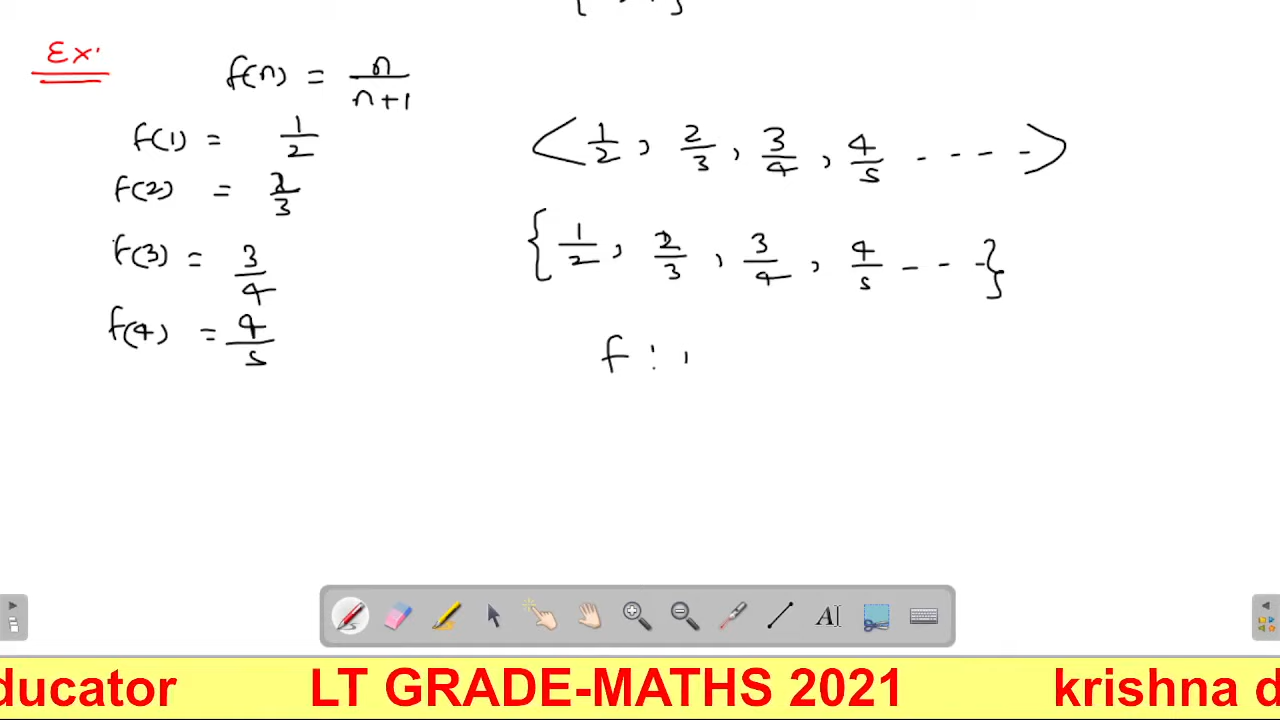 Ex.
f(n) = n/(n+1)
f(1) = 1/2
f(2) = 2/3
f(3) = 3/4
f(4) = 4/5
< 1/2, 2/3, 3/4, 4/5 - - - - >
{ 1/2, 2/3, 3/4, 4/5 - - - }
f :
ducator LT GRADE-MATHS 2021 krishna d